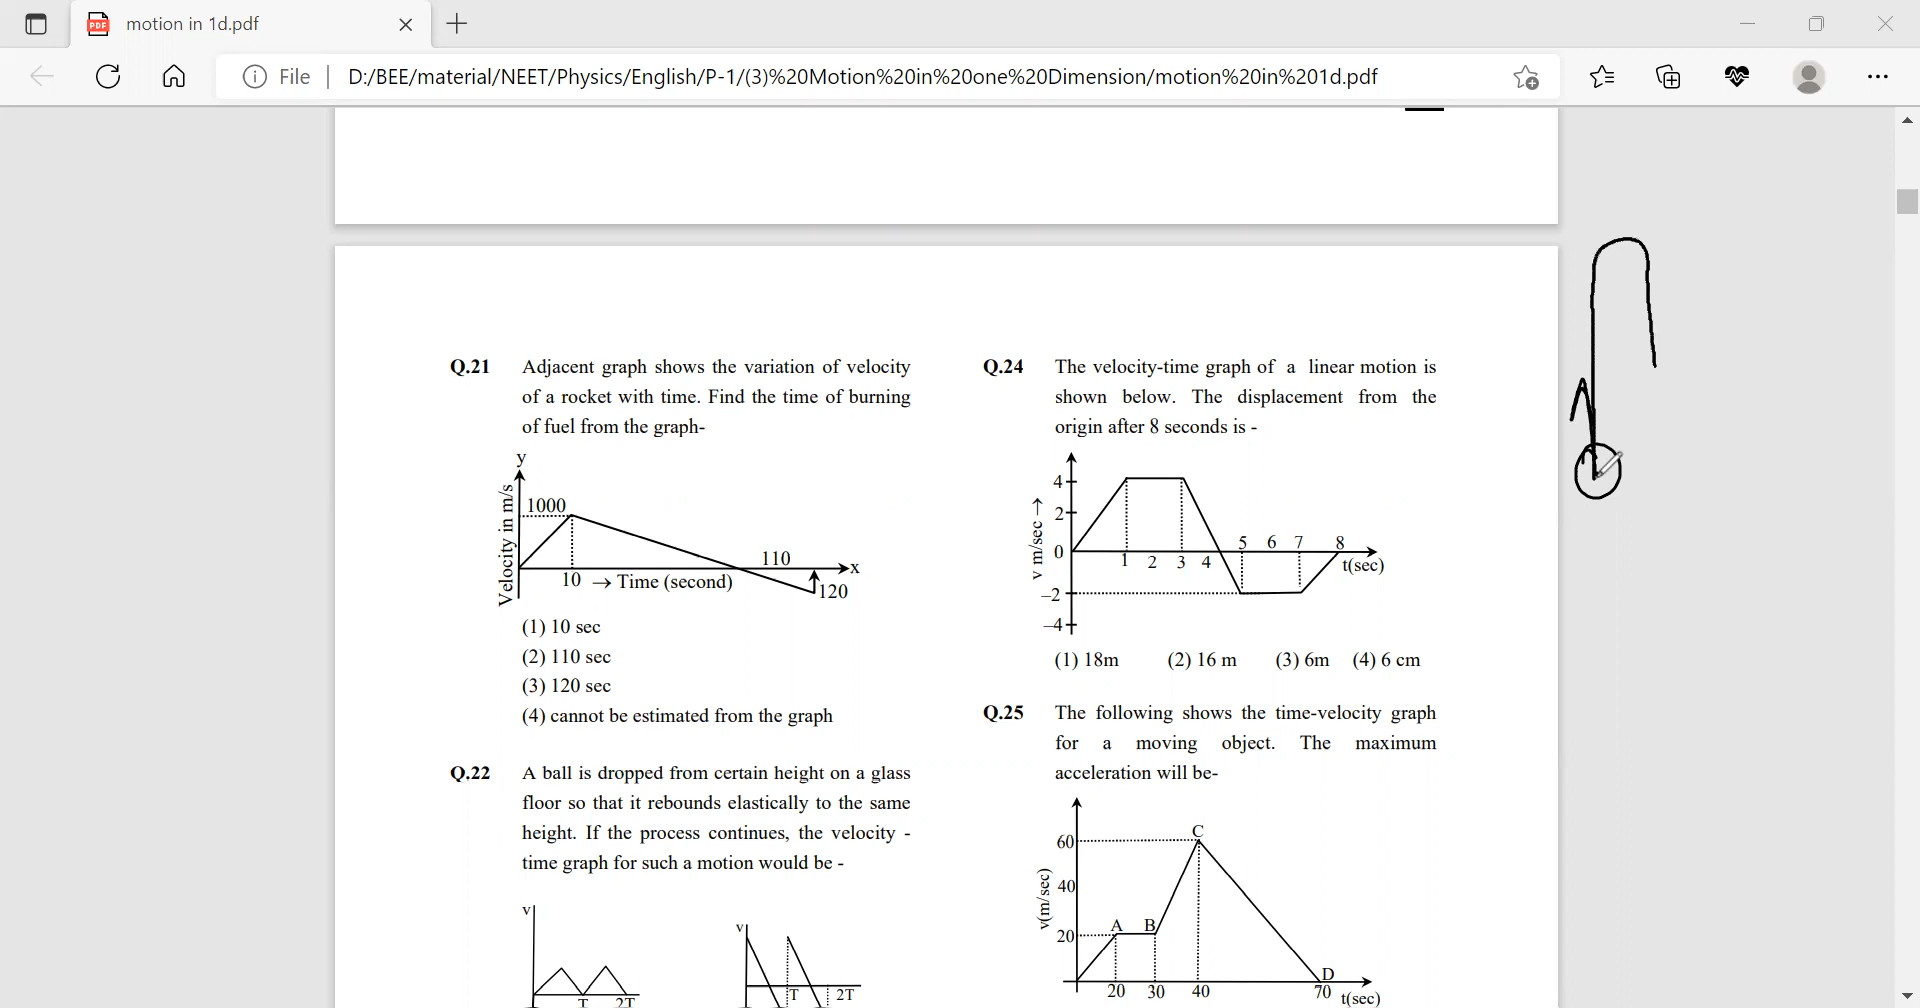 motion in 1d.pdf
File | D:/BEE/material/NEET/Physics/English/P-1/(3)%20Motion%20in%20one%20Dimension/motion%20in%201d.pdf
Q.21 Adjacent graph shows the variation of velocity
of a rocket with time. Find the time of burning
of fuel from the graph-
y
Velocity in m/s
1000
110
x
10 → Time (second)
120
(1) 10 sec
(2) 110 sec
(3) 120 sec
(4) cannot be estimated from the graph
Q.22 A ball is dropped from certain height on a glass
floor so that it rebounds elastically to the same
height. If the process continues, the velocity -
time graph for such a motion would be -
v
T 2T
v
T 2T
Q.24 The velocity-time graph of a linear motion is
shown below. The displacement from the
origin after 8 seconds is -
v m/sec →
4
2
0
–2
–4
5 6 7 8
1 2 3 4
t(sec)
(1) 18m (2) 16 m (3) 6m (4) 6 cm
Q.25 The following shows the time-velocity graph
for a moving object. The maximum
acceleration will be-
v(m/sec)
60
40
20
C
A B
D
20 30 40 70 t(sec)